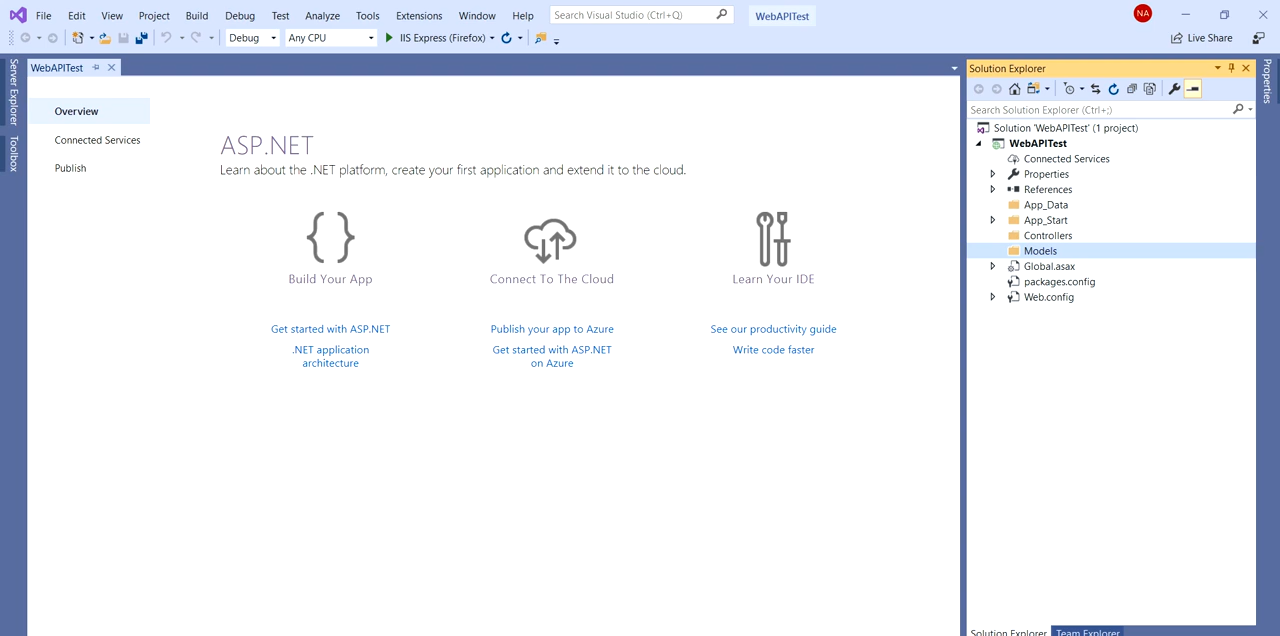 File Edit View Project Build Debug Test Analyze Tools Extensions Window Help Search Visual Studio (Ctrl+Q) WebAPITest NA
Debug Any CPU IIS Express (Firefox) Live Share
Server Explorer
Toolbox
WebAPITest
Overview
Connected Services
Publish
ASP.NET
Learn about the .NET platform, create your first application and extend it to the cloud.
Build Your App
Get started with ASP.NET
.NET application
architecture
Connect To The Cloud
Publish your app to Azure
Get started with ASP.NET
on Azure
Learn Your IDE
See our productivity guide
Write code faster
Solution Explorer
Search Solution Explorer (Ctrl+;)
Solution 'WebAPITest' (1 project)
WebAPITest
Connected Services
Properties
References
App_Data
App_Start
Controllers
Models
Global.asax
packages.config
Web.config
Solution Explorer Team Explorer
Properties